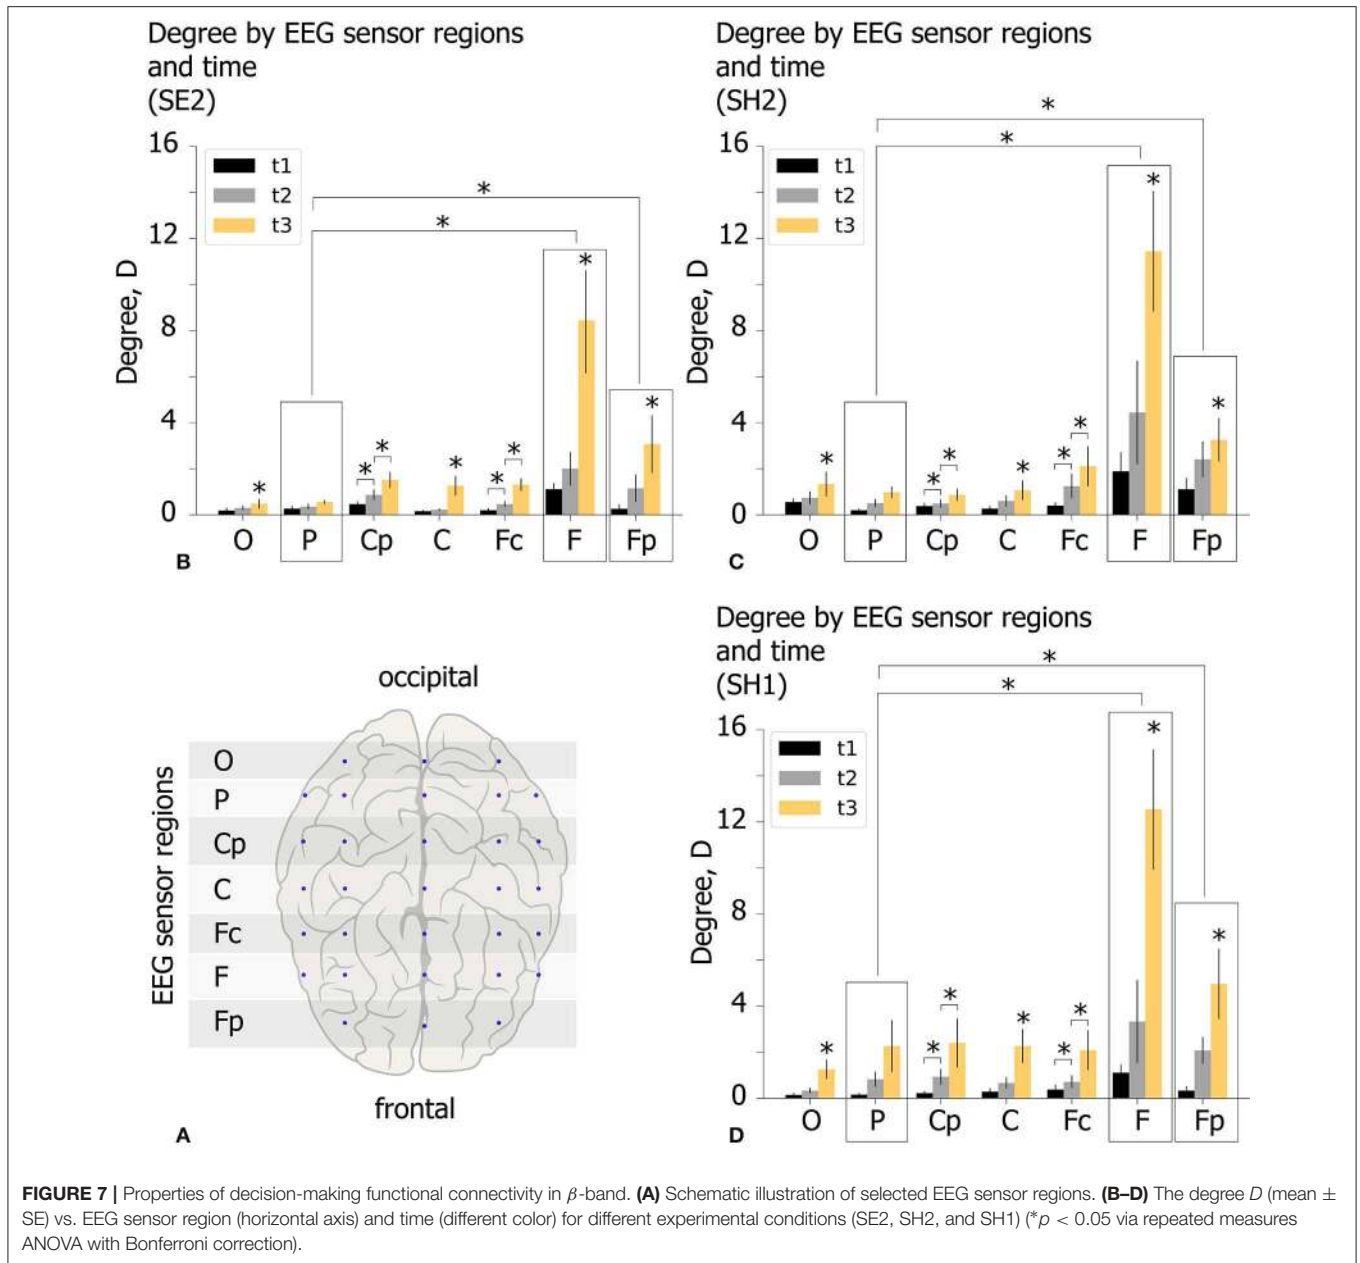 Degree by EEG sensor regions
and time
(SE2)
16
12
8
4
0
Degree, D
t1
t2
t3
*
*
*
* *
*
* *
*
*
O P Cp C Fc F Fp
B
Degree by EEG sensor regions
and time
(SH2)
16
12
8
4
0
Degree, D
t1
t2
t3
*
*
*
* *
*
* *
*
*
O P Cp C Fc F Fp
C
occipital
EEG sensor regions
O
P
Cp
C
Fc
F
Fp
frontal
A
Degree by EEG sensor regions
and time
(SH1)
16
12
8
4
0
Degree, D
t1
t2
t3
*
*
*
* *
*
* *
*
*
O P Cp C Fc F Fp
D
FIGURE 7 | Properties of decision-making functional connectivity in β-band. (A) Schematic illustration of selected EEG sensor regions. (B–D) The degree D (mean ±
SE) vs. EEG sensor region (horizontal axis) and time (different color) for different experimental conditions (SE2, SH2, and SH1) (*p < 0.05 via repeated measures
ANOVA with Bonferroni correction).